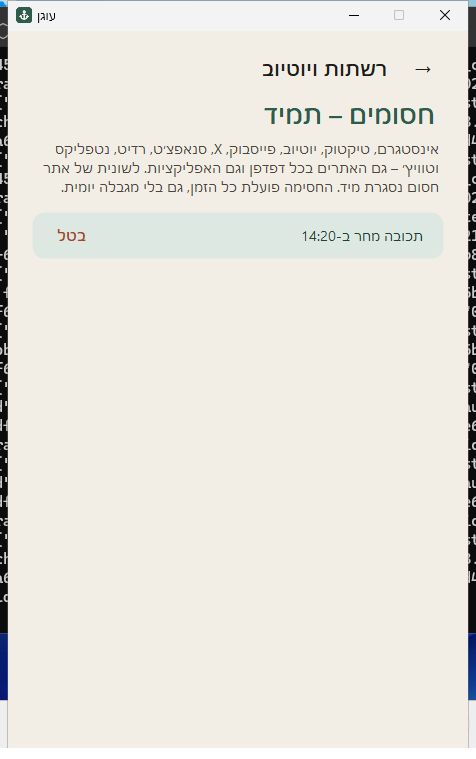 עוגן
רשתות ויוטיוב
חסומים – תמיד
אינסטגרם, טיקטוק, יוטיוב, פייסבוק, X, סנאפצ׳ט, רדיט, נטפליקס
וטוויץ׳ – גם האתרים בכל דפדפן וגם האפליקציות. לשונית של אתר
חסום נסגרת מיד. החסימה פועלת כל הזמן, גם בלי מגבלה יומית.
תכובה מחר ב-14:20
בטל